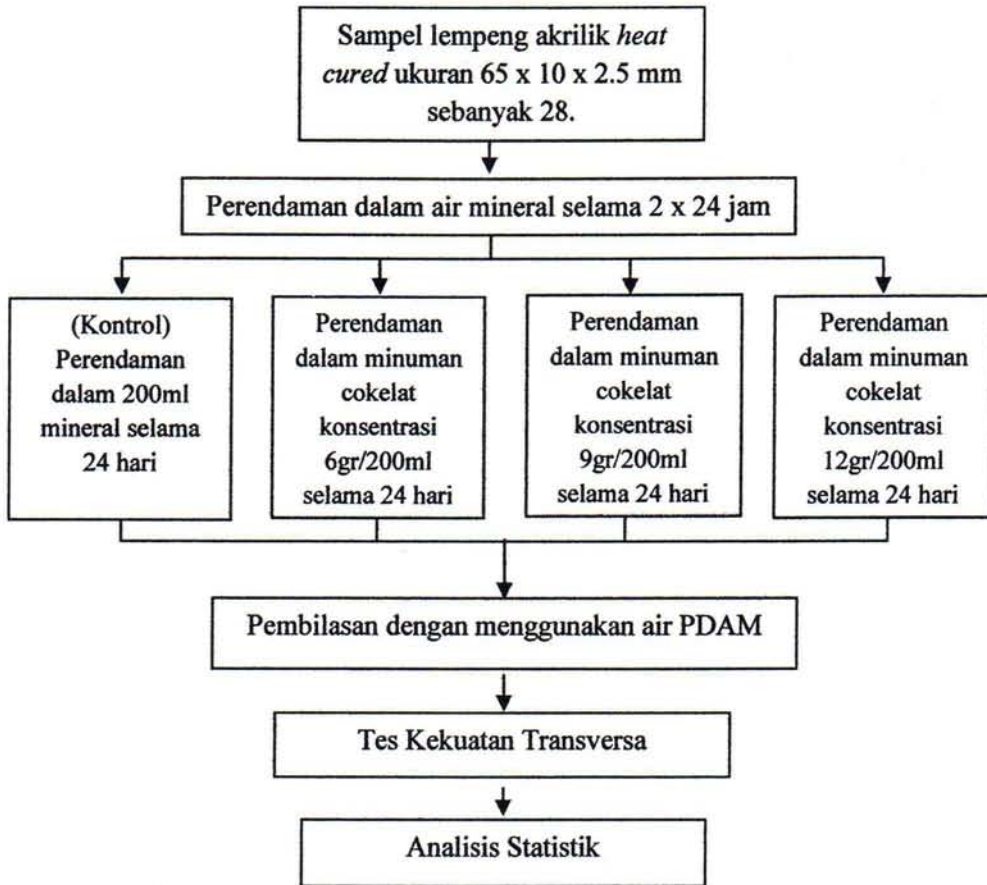 Sampel lempeng akrilik heat
cured ukuran 65 x 10 x 2.5 mm
sebanyak 28.
Perendaman dalam air mineral selama 2 x 24 jam
(Kontrol)
Perendaman
dalam 200ml
mineral selama
24 hari
Perendaman
dalam minuman
cokelat
konsentrasi
6gr/200ml
selama 24 hari
Perendaman
dalam minuman
cokelat
konsentrasi
9gr/200ml
selama 24 hari
Perendaman
dalam minuman
cokelat
konsentrasi
12gr/200ml
selama 24 hari
Pembilasan dengan menggunakan air PDAM
Tes Kekuatan Transversa
Analisis Statistik